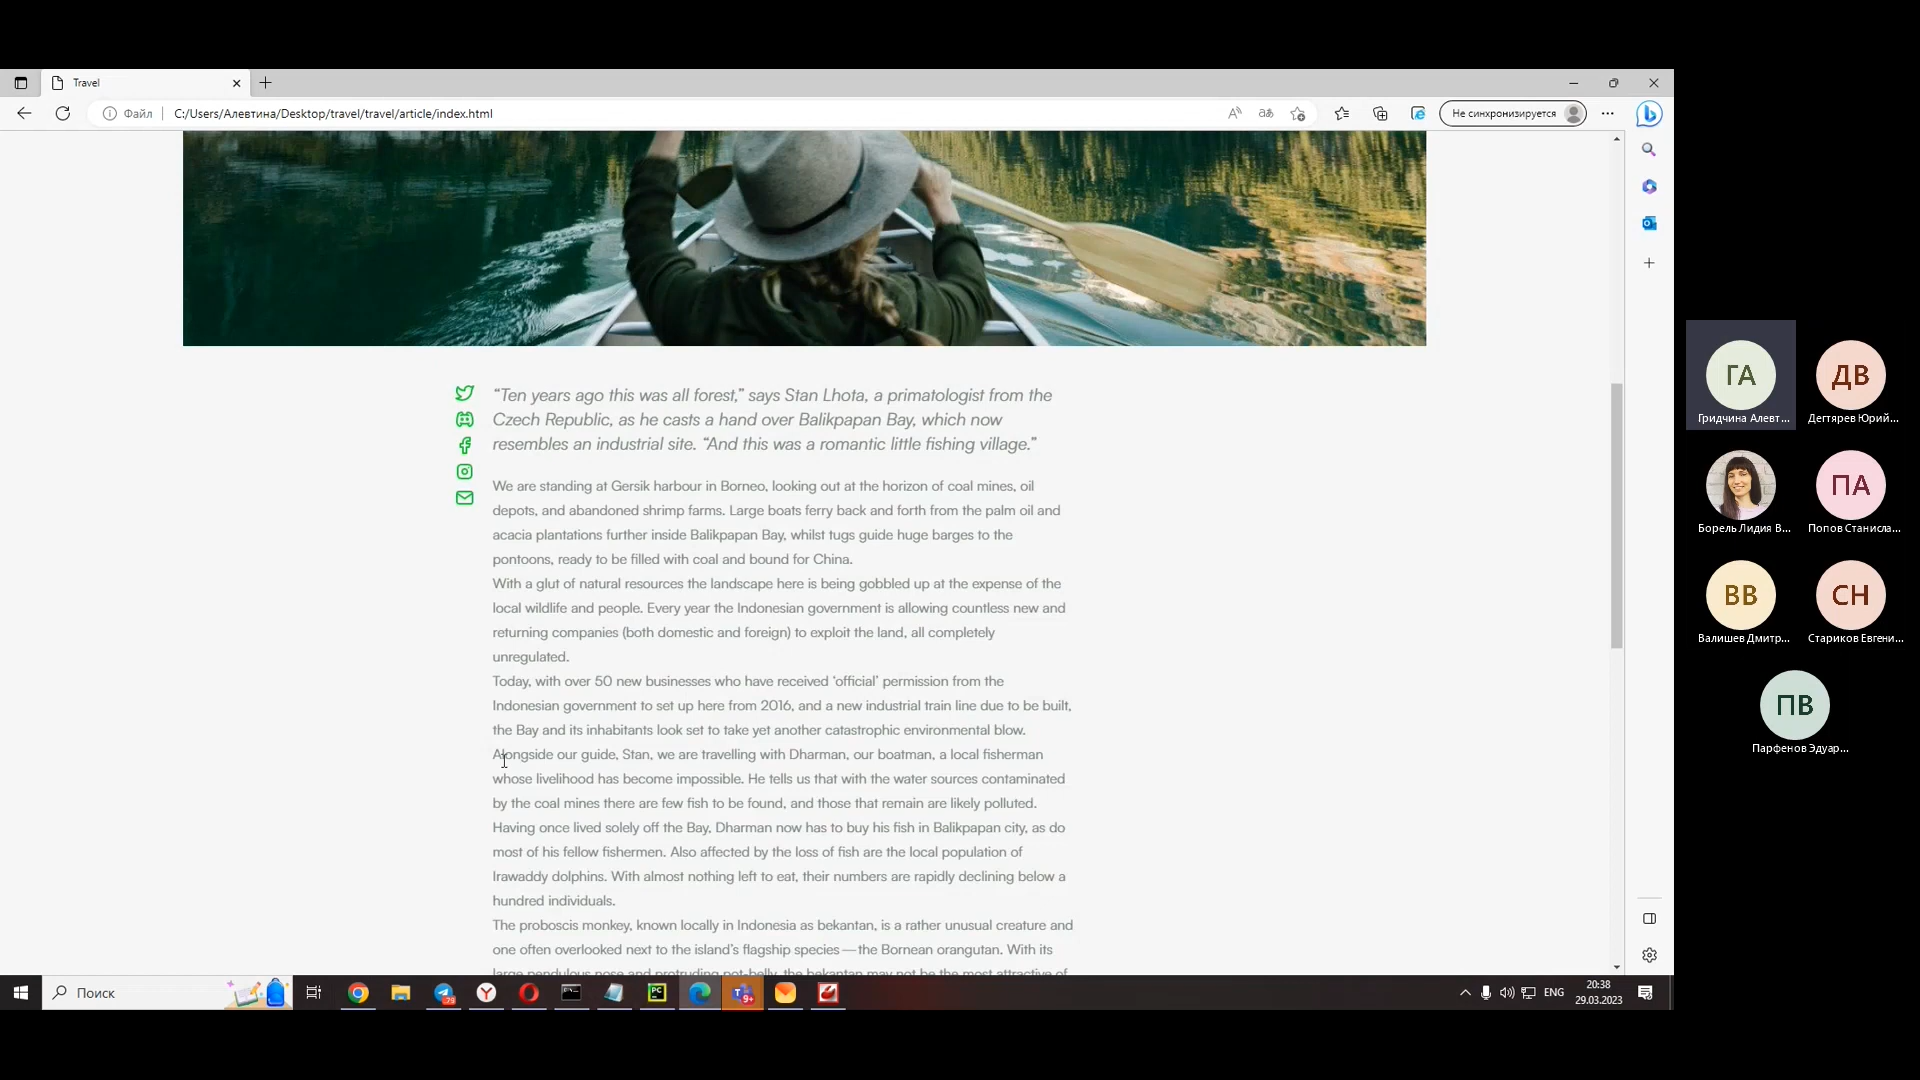 Travel
Файл
C:/Users/Алевтина/Desktop/travel/travel/article/index.html
Не синхронизируется
“Ten years ago this was all forest,” says Stan Lhota, a primatologist from the
Czech Republic, as he casts a hand over Balikpapan Bay, which now
resembles an industrial site. “And this was a romantic little fishing village.”
We are standing at Gersik harbour in Borneo, looking out at the horizon of coal mines, oil
depots, and abandoned shrimp farms. Large boats ferry back and forth from the palm oil and
acacia plantations further inside Balikpapan Bay, whilst tugs guide huge barges to the
pontoons, ready to be filled with coal and bound for China.
With a glut of natural resources the landscape here is being gobbled up at the expense of the
local wildlife and people. Every year the Indonesian government is allowing countless new and
returning companies (both domestic and foreign) to exploit the land, all completely
unregulated.
Today, with over 50 new businesses who have received ‘official’ permission from the
Indonesian government to set up here from 2016, and a new industrial train line due to be built,
the Bay and its inhabitants look set to take yet another catastrophic environmental blow.
Alongside our guide, Stan, we are travelling with Dharman, our boatman, a local fisherman
whose livelihood has become impossible. He tells us that with the water sources contaminated
by the coal mines there are few fish to be found, and those that remain are likely polluted.
Having once lived solely off the Bay, Dharman now has to buy his fish in Balikpapan city, as do
most of his fellow fishermen. Also affected by the loss of fish are the local population of
Irawaddy dolphins. With almost nothing left to eat, their numbers are rapidly declining below a
hundred individuals.
The proboscis monkey, known locally in Indonesia as bekantan, is a rather unusual creature and
one often overlooked next to the island’s flagship species — the Bornean orangutan. With its
large pendulous nose and protruding pot-belly, the bekantan may not be the most attractive of
ГА
Гридчина Алевт...
ДВ
Дегтярев Юрий...
Борель Лидия В...
ПА
Попов Станисла...
ВВ
Валишев Дмитр...
СН
Стариков Евгени...
ПВ
Парфенов Эдуар...
Поиск
79
9+
ENG
20:38
29.03.2023